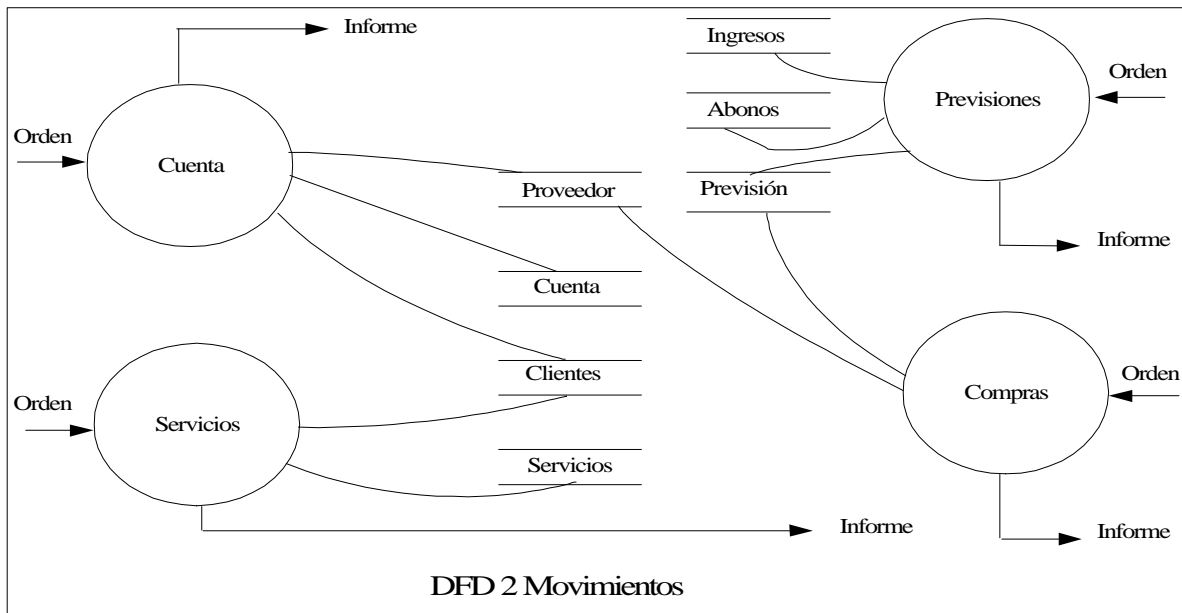 Informe
Ingresos
Orden
Previsiones
Abonos
Orden
Cuenta
Proveedor
Previsión
Informe
Cuenta
Clientes
Orden
Compras
Orden
Servicios
Servicios
Informe
Informe
DFD 2 Movimientos